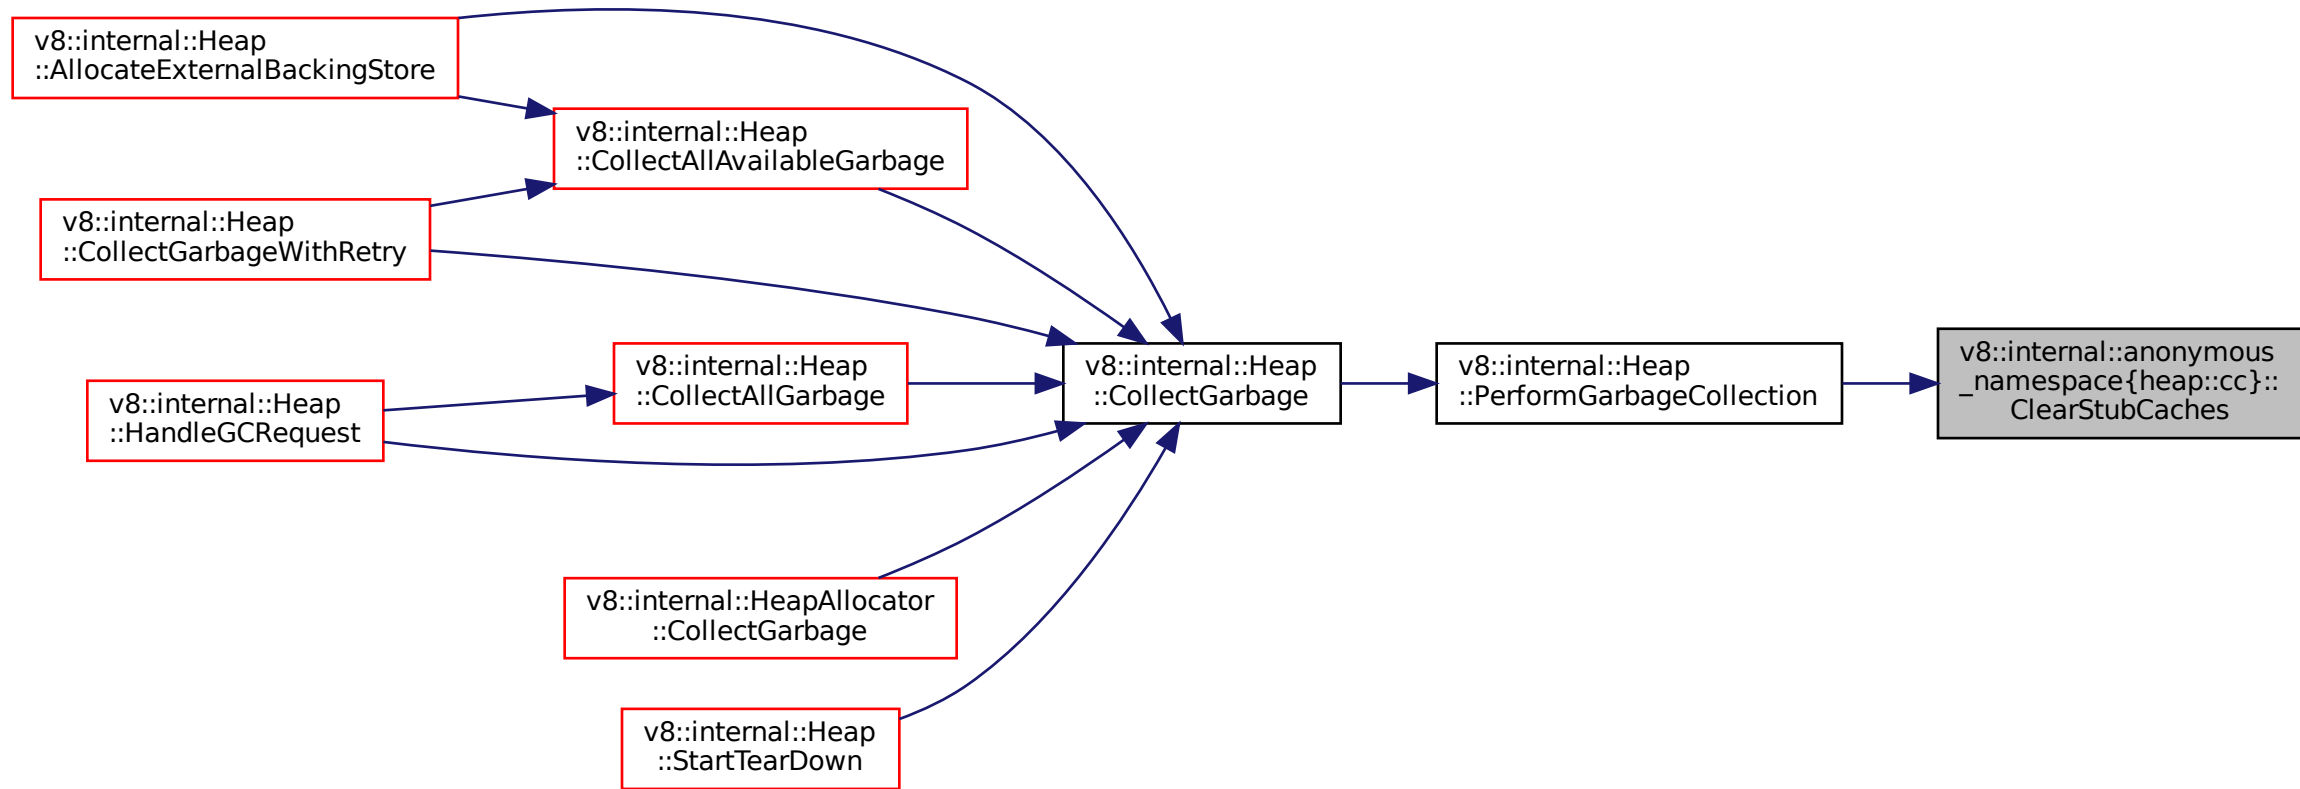 v8::internal::Heap
::AllocateExternalBackingStore
v8::internal::Heap
::CollectAllAvailableGarbage
v8::internal::Heap
::CollectGarbageWithRetry
v8::internal::Heap
::CollectAllGarbage
v8::internal::Heap
::HandleGCRequest
v8::internal::Heap
::CollectGarbage
v8::internal::Heap
::PerformGarbageCollection
v8::internal::anonymous
_namespace{heap::cc}::
ClearStubCaches
v8::internal::HeapAllocator
::CollectGarbage
v8::internal::Heap
::StartTearDown